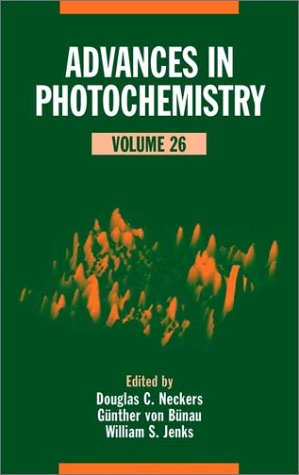 ADVANCES IN
PHOTOCHEMISTRY
VOLUME 26
Edited by
Douglas C. Neckers
Günther von Bünau
William S. Jenks